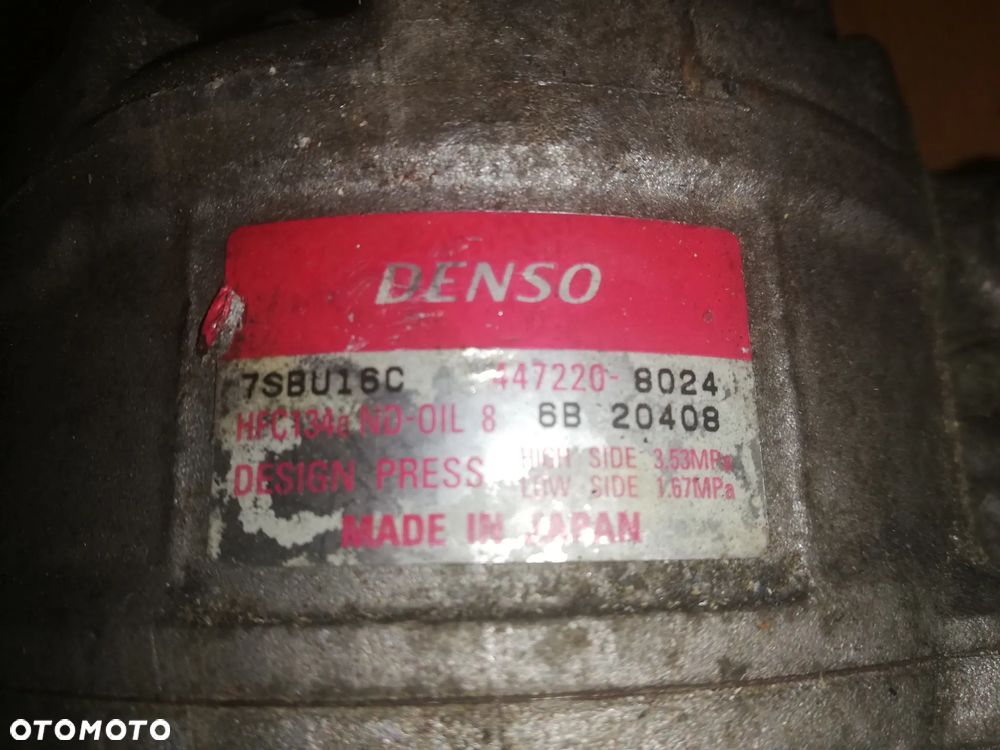 DENSO
7SBU16C 447220-8024
HFC134a ND-OIL 8 6B 20408
DESIGN PRESS HIGH SIDE 3.53MPa
LOW SIDE 1.67MPa
MADE IN JAPAN
OTOMOTO